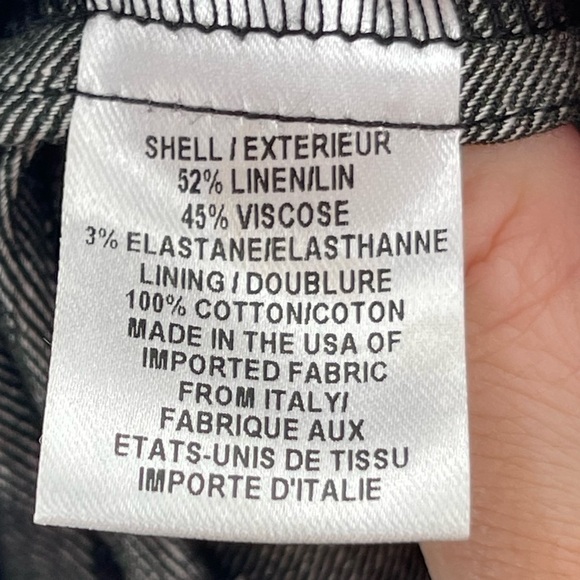 SHELL / EXTERIEUR
52% LINEN/LIN
45% VISCOSE
3% ELASTANE/ELASTHANNE
LINING / DOUBLURE
100% COTTON/COTON
MADE IN THE USA OF
IMPORTED FABRIC
FROM ITALY/
FABRIQUE AUX
ETATS-UNIS DE TISSU
IMPORTE D'ITALIE